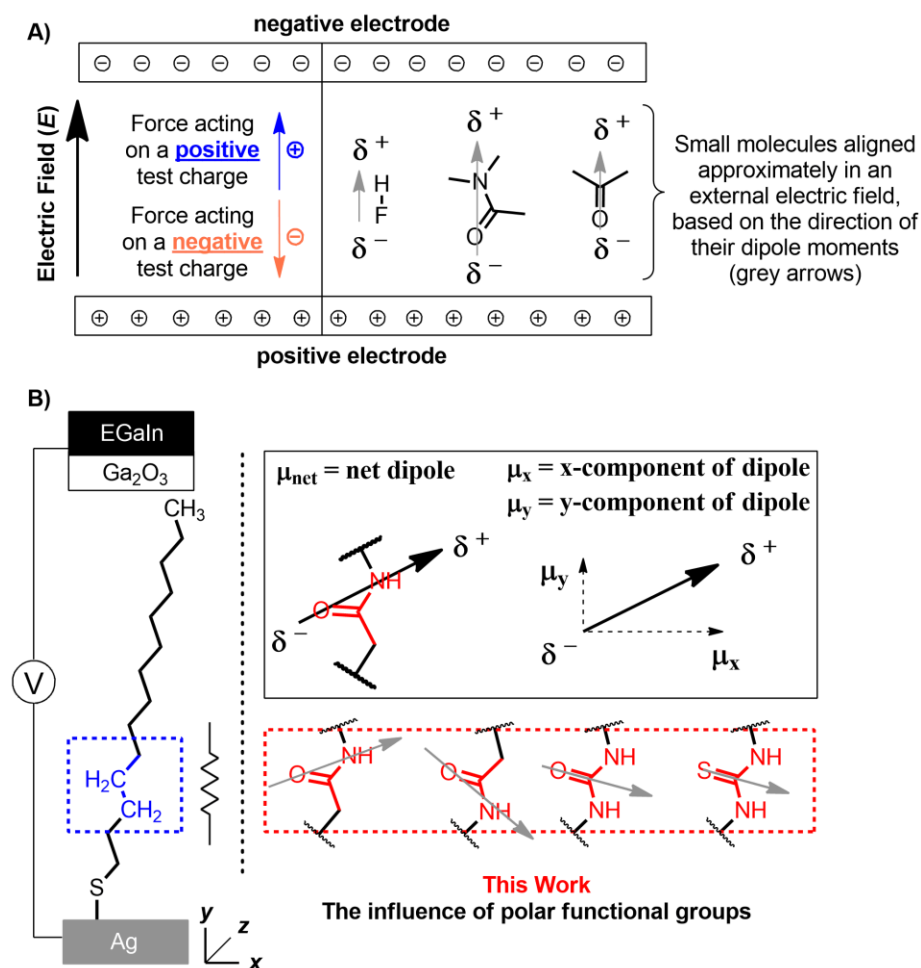 A)
negative electrode
⊖ ⊖ ⊖ ⊖ ⊖ ⊖ ⊖ ⊖ ⊖ ⊖ ⊖ ⊖ ⊖ ⊖
Electric Field (E)
Force acting
on a positive
test charge
⊕
Force acting
on a negative
test charge
⊖
δ +
H
F
δ −
δ +
N
O
δ −
δ +
O
δ −
Small molecules aligned
approximately in an
external electric field,
based on the direction of
their dipole moments
(grey arrows)
⊕ ⊕ ⊕ ⊕ ⊕ ⊕ ⊕ ⊕ ⊕ ⊕ ⊕ ⊕ ⊕ ⊕
positive electrode
B)
EGaIn
Ga₂O₃
CH₃
V
H₂C
CH₂
S
Ag
y
z
x
μnet = net dipole
μx = x-component of dipole
μy = y-component of dipole
δ +
NH
O
δ −
δ +
μy
δ −
μx
NH
O
O
NH
NH
O
NH
NH
S
NH
This Work
The influence of polar functional groups